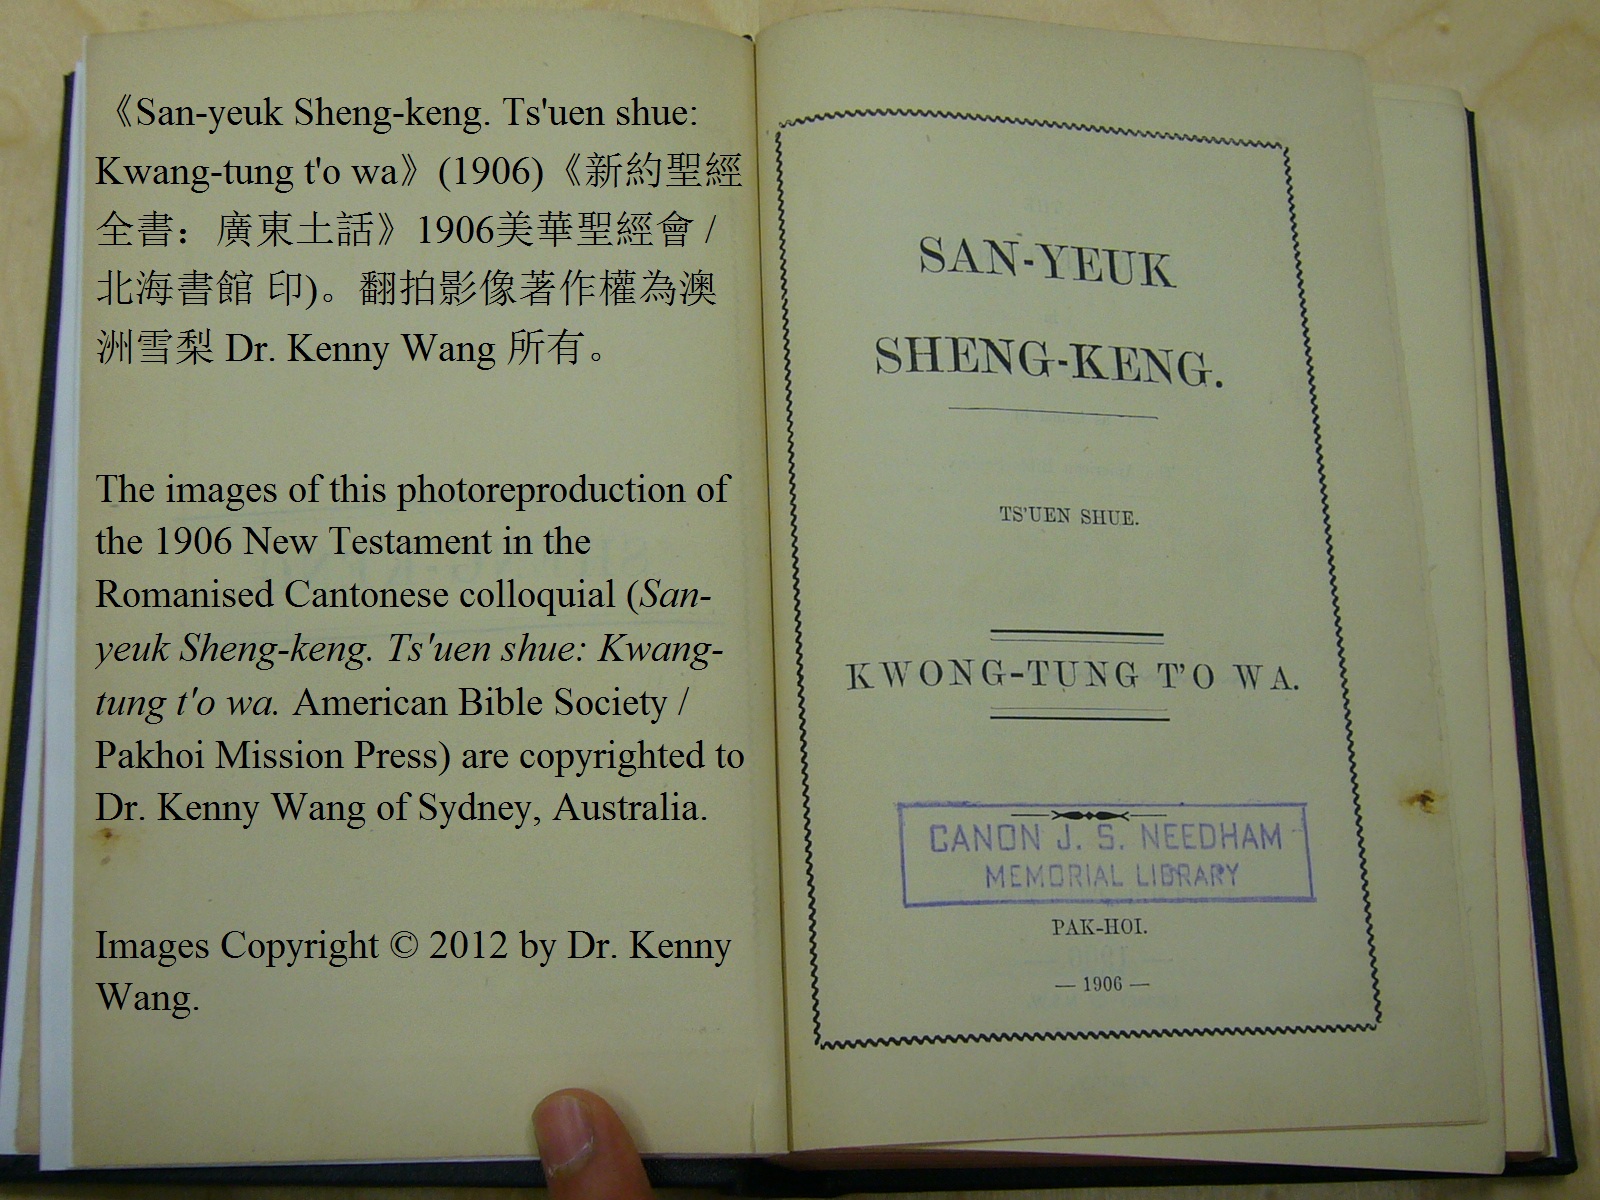 《San-yeuk Sheng-keng. Ts'uen shue:
Kwang-tung t'o wa》(1906)《新約聖經
全書：廣東土話》1906美華聖經會 /
北海書館 印)。翻拍影像著作權為澳
洲雪梨 Dr. Kenny Wang 所有。
The images of this photoreproduction of
the 1906 New Testament in the
Romanised Cantonese colloquial (San-
yeuk Sheng-keng. Ts'uen shue: Kwang-
tung t'o wa. American Bible Society /
Pakhoi Mission Press) are copyrighted to
Dr. Kenny Wang of Sydney, Australia.
Images Copyright © 2012 by Dr. Kenny
Wang.
SAN-YEUK
SHENG-KENG.
TS'UEN SHUE.
KWONG-TUNG T'O WA.
CANON J. S. NEEDHAM
MEMORIAL LIBRARY
PAK-HOI.
— 1906 —